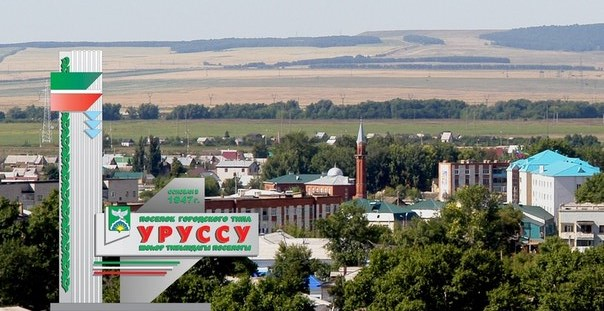 ОСНОВАН В
1947 г.
ПОСЕЛОК ГОРОДСКОГО ТИПА
УРУССУ
ШӘҺӘР ТИБЫНДАГЫ ПОСЕЛОГЫ